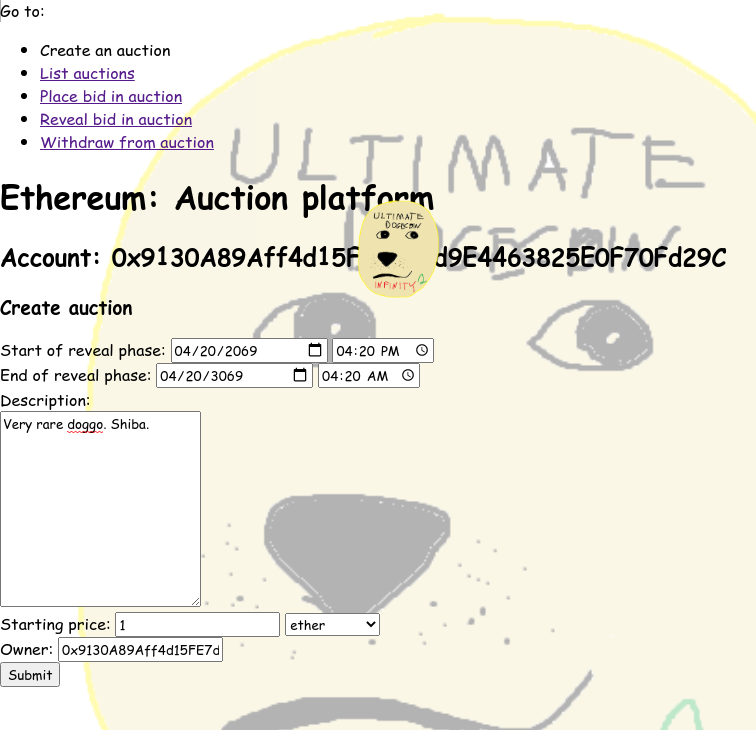 Go to:
Create an auction
List auctions
Place bid in auction
Reveal bid in auction
Withdraw from auction
ULTIMATE
Ethereum: Auction platform
ULTIMATE
DOGECOIN
DOGECOIN
Account: 0x9130A89Aff4d15F d9E4463825E0F70Fd29C
INFINITY
Create auction
Start of reveal phase: 04/20/2069 04:20 PM
End of reveal phase: 04/20/3069 04:20 AM
Description:
Very rare doggo. Shiba.
Starting price: 1 ether
Owner: 0x9130A89Aff4d15FE7d
Submit